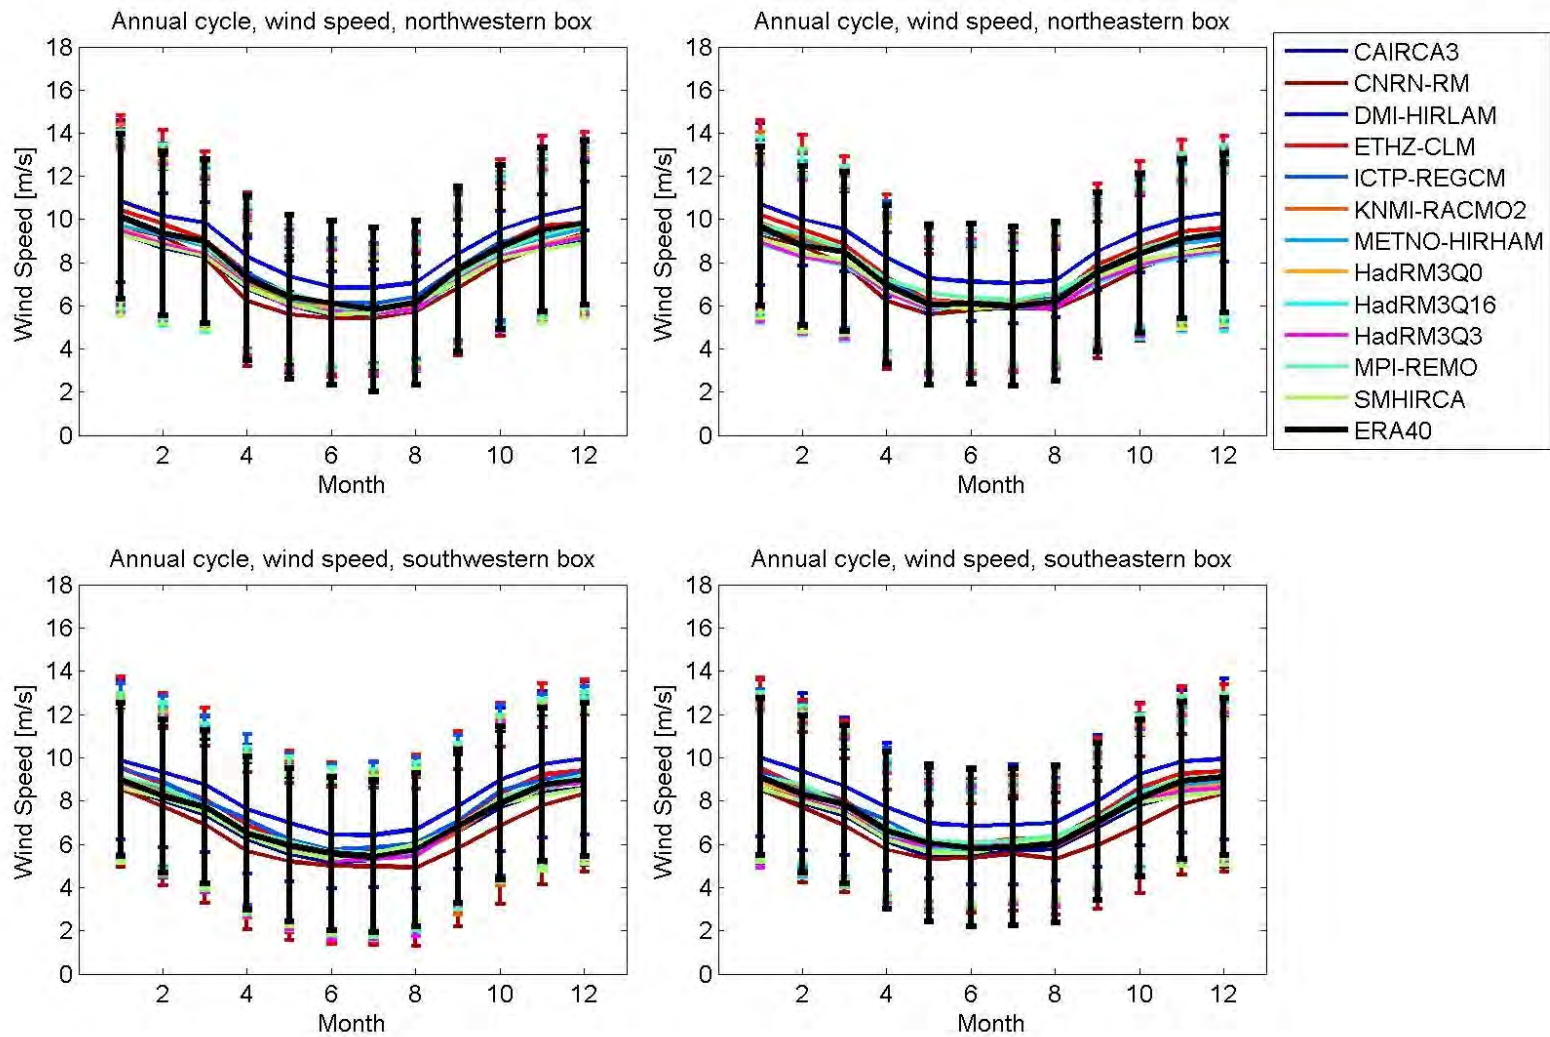 Annual cycle, wind speed, northwestern box
18
16
14
12
10
8
6
4
2
0
Wind Speed [m/s]
2 4 6 8 10 12
Month
Annual cycle, wind speed, northeastern box
18
16
14
12
10
8
6
4
2
0
Wind Speed [m/s]
2 4 6 8 10 12
Month
CAIRCA3
CNRN-RM
DMI-HIRLAM
ETHZ-CLM
ICTP-REGCM
KNMI-RACMO2
METNO-HIRHAM
HadRM3Q0
HadRM3Q16
HadRM3Q3
MPI-REMO
SMHIRCA
ERA40
Annual cycle, wind speed, southwestern box
18
16
14
12
10
8
6
4
2
0
Wind Speed [m/s]
2 4 6 8 10 12
Month
Annual cycle, wind speed, southeastern box
18
16
14
12
10
8
6
4
2
0
Wind Speed [m/s]
2 4 6 8 10 12
Month